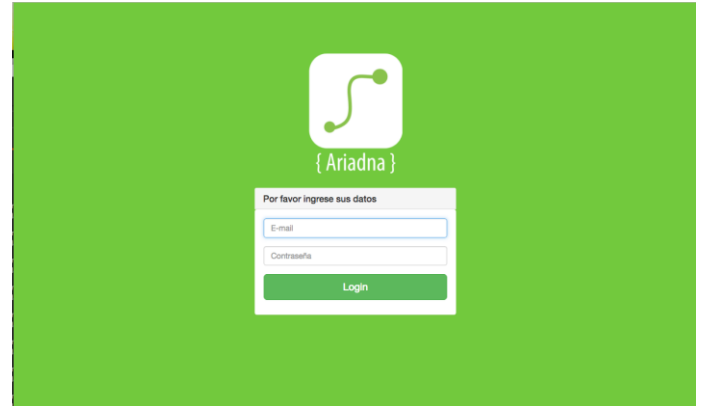 { Ariadna }
Por favor ingrese sus datos
E-mail
Contraseña
Login